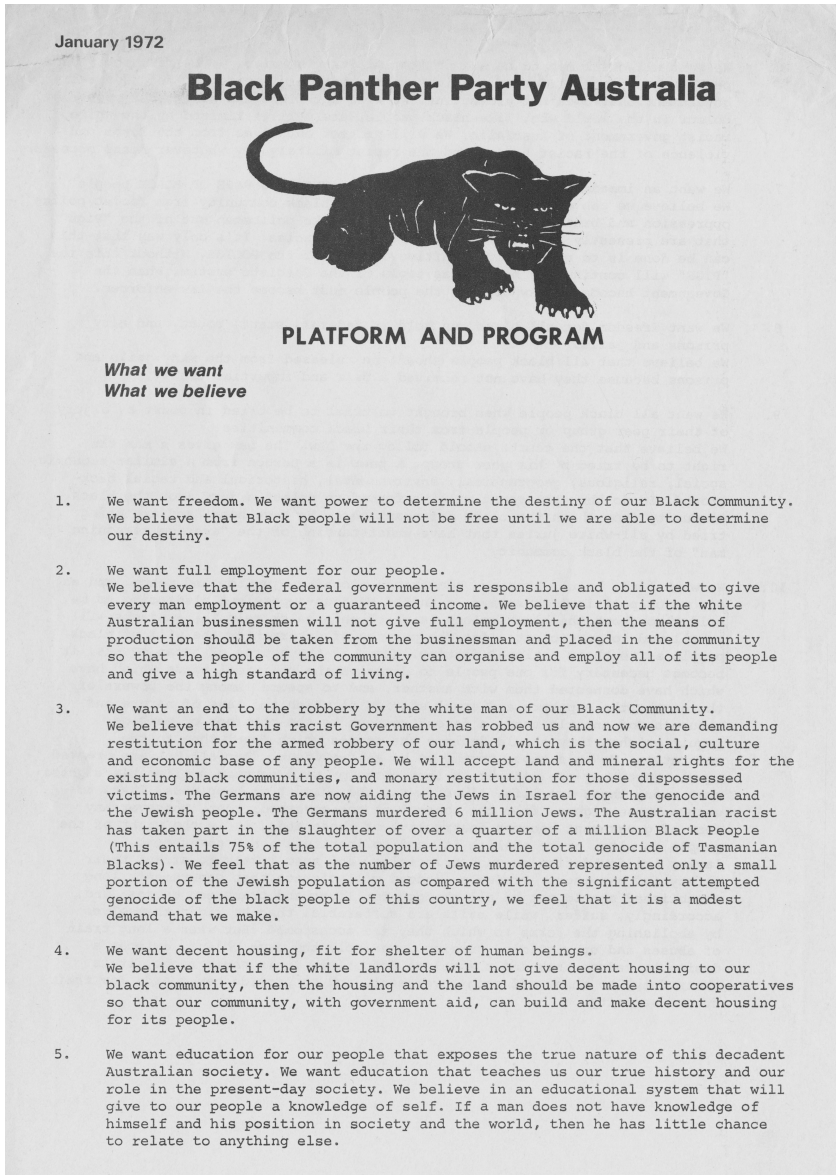 January 1972
Black Panther Party Australia
PLATFORM AND PROGRAM
What we want
What we believe
1. We want freedom. We want power to determine the destiny of our Black Community.
We believe that Black people will not be free until we are able to determine
our destiny.
2. We want full employment for our people.
We believe that the federal government is responsible and obligated to give
every man employment or a guaranteed income. We believe that if the white
Australian businessmen will not give full employment, then the means of
production should be taken from the businessman and placed in the community
so that the people of the community can organise and employ all of its people
and give a high standard of living.
3. We want an end to the robbery by the white man of our Black Community.
We believe that this racist Government has robbed us and now we are demanding
restitution for the armed robbery of our land, which is the social, culture
and economic base of any people. We will accept land and mineral rights for the
existing black communities, and monary restitution for those dispossessed
victims. The Germans are now aiding the Jews in Israel for the genocide and
the Jewish people. The Germans murdered 6 million Jews. The Australian racist
has taken part in the slaughter of over a quarter of a million Black People
(This entails 75% of the total population and the total genocide of Tasmanian
Blacks). We feel that as the number of Jews murdered represented only a small
portion of the Jewish population as compared with the significant attempted
genocide of the black people of this country, we feel that it is a modest
demand that we make.
4. We want decent housing, fit for shelter of human beings.
We believe that if the white landlords will not give decent housing to our
black community, then the housing and the land should be made into cooperatives
so that our community, with government aid, can build and make decent housing
for its people.
5. We want education for our people that exposes the true nature of this decadent
Australian society. We want education that teaches us our true history and our
role in the present-day society. We believe in an educational system that will
give to our people a knowledge of self. If a man does not have knowledge of
himself and his position in society and the world, then he has little chance
to relate to anything else.